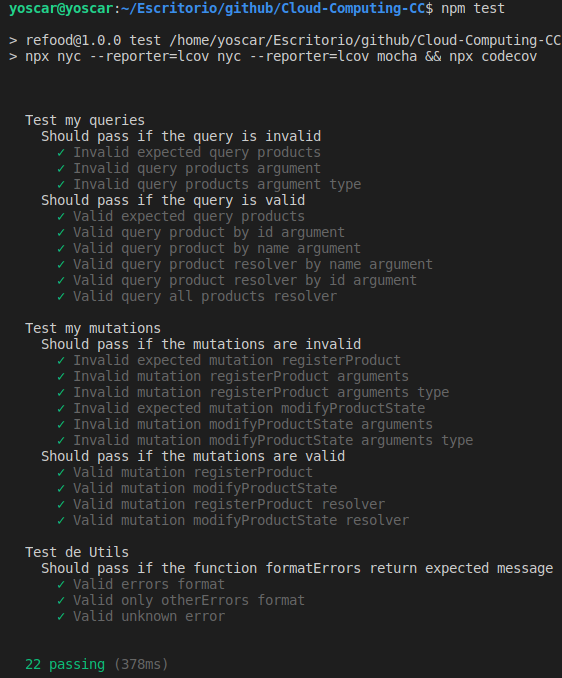 yoscar@yoscar:~/Escritorio/github/Cloud-Computing-CC$ npm test
> refood@1.0.0 test /home/yoscar/Escritorio/github/Cloud-Computing-CC
> npx nyc --reporter=lcov nyc --reporter=lcov mocha && npx codecov
Test my queries
Should pass if the query is invalid
✓ Invalid expected query products
✓ Invalid query products argument
✓ Invalid query products argument type
Should pass if the query is valid
✓ Valid expected query products
✓ Valid query product by id argument
✓ Valid query product by name argument
✓ Valid query product resolver by name argument
✓ Valid query product resolver by id argument
✓ Valid query all products resolver
Test my mutations
Should pass if the mutations are invalid
✓ Invalid expected mutation registerProduct
✓ Invalid mutation registerProduct arguments
✓ Invalid mutation registerProduct arguments type
✓ Invalid expected mutation modifyProductState
✓ Invalid mutation modifyProductState arguments
✓ Invalid mutation modifyProductState arguments type
Should pass if the mutations are valid
✓ Valid mutation registerProduct
✓ Valid mutation modifyProductState
✓ Valid mutation registerProduct resolver
✓ Valid mutation modifyProductState resolver
Test de Utils
Should pass if the function formatErrors return expected message
✓ Valid errors format
✓ Valid only otherErrors format
✓ Valid unknown error
22 passing (378ms)